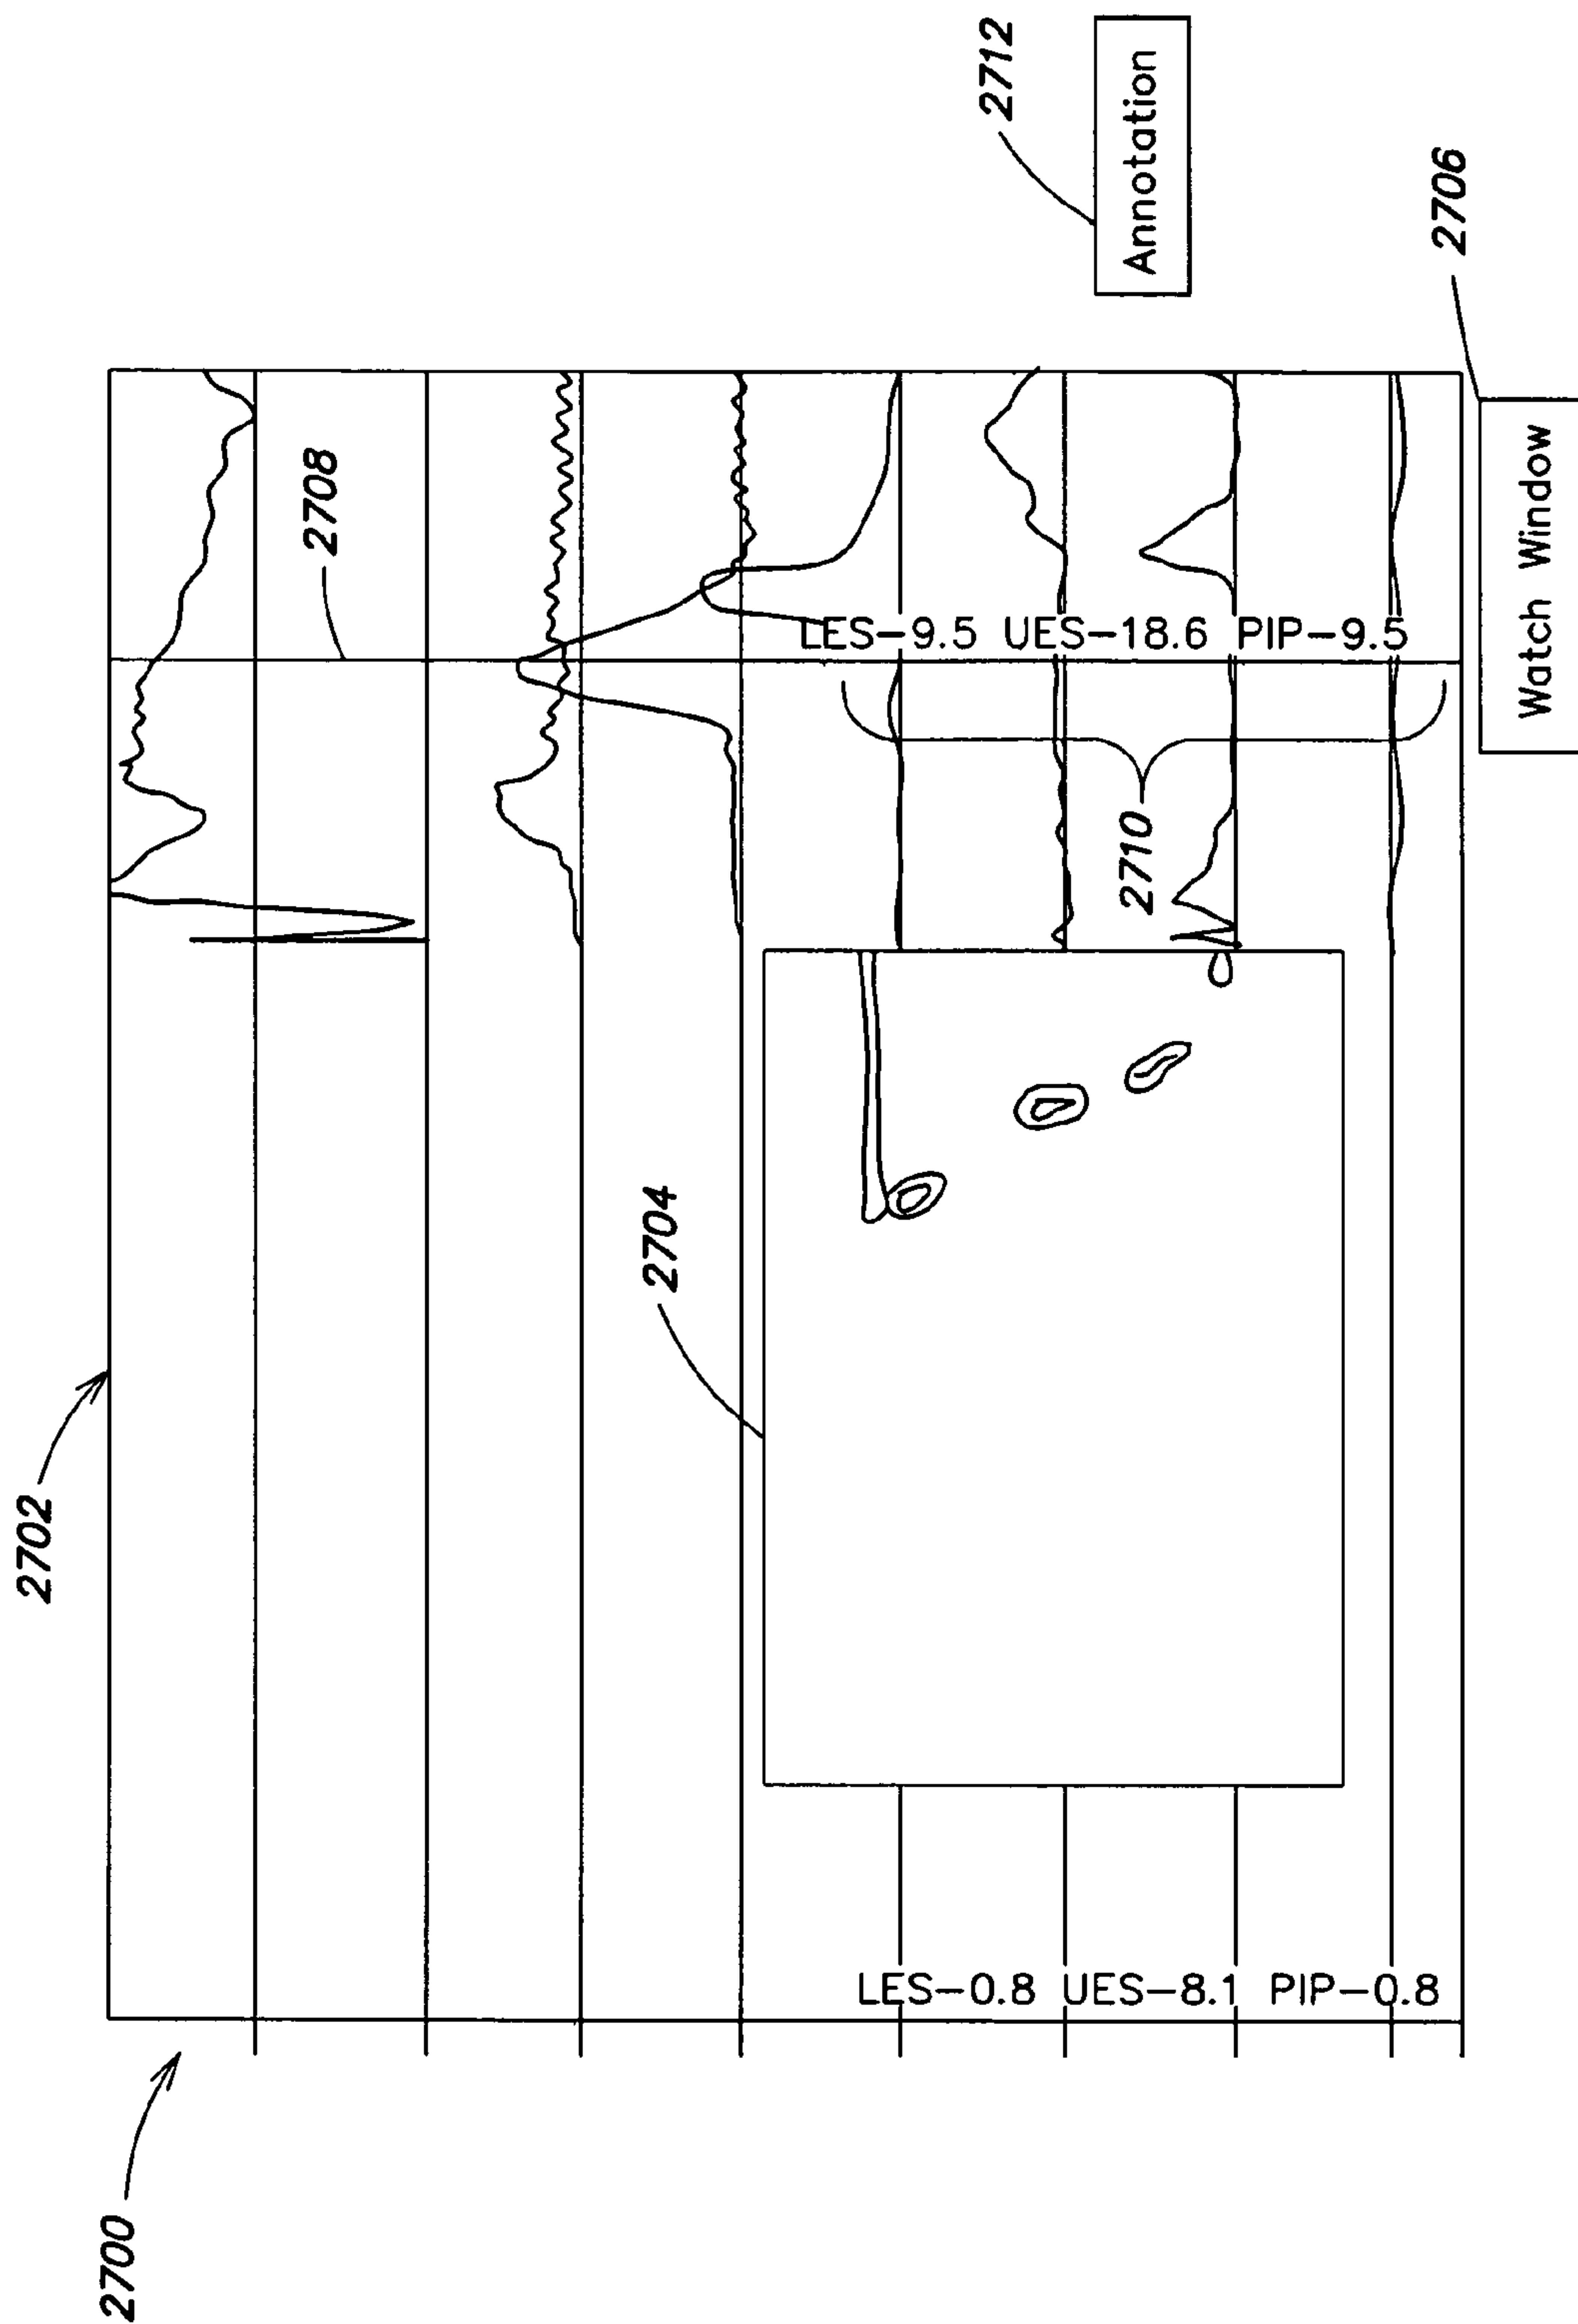 2712
Annotation
2706
2708
Watch Window
LES-9.5 UES-18.6 PIP-9.5
2710
2704
2702
LES-0.8 UES-8.1 PIP-0.8
2700